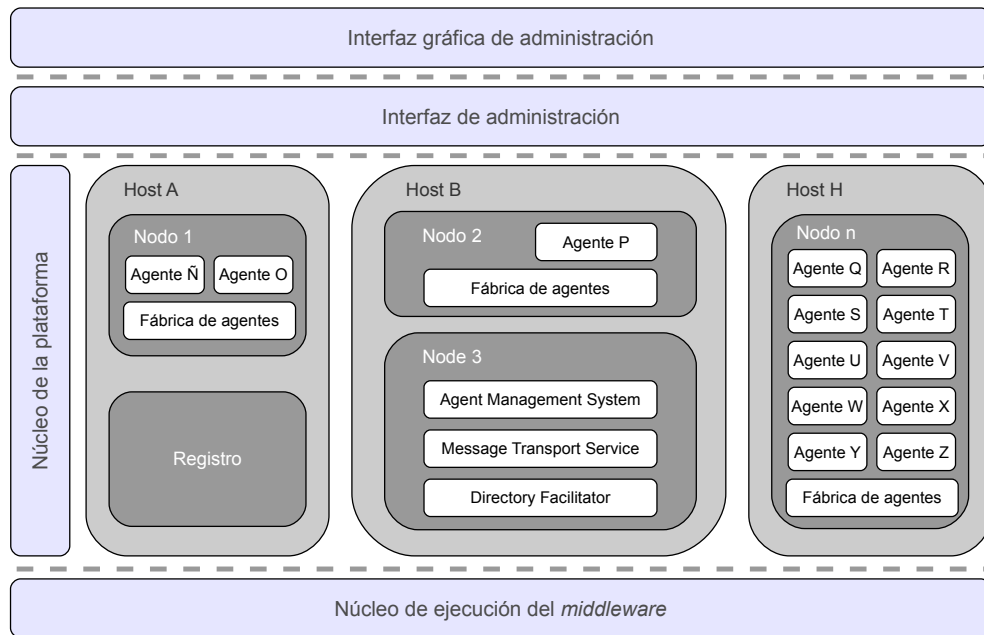 Interfaz gráfica de administración
Interfaz de administración
Núcleo de la plataforma
Host A
Nodo 1
Agente Ñ
Agente O
Fábrica de agentes
Registro
Host B
Nodo 2
Agente P
Fábrica de agentes
Node 3
Agent Management System
Message Transport Service
Directory Facilitator
Host H
Nodo n
Agente Q
Agente R
Agente S
Agente T
Agente U
Agente V
Agente W
Agente X
Agente Y
Agente Z
Fábrica de agentes
Núcleo de ejecución del middleware